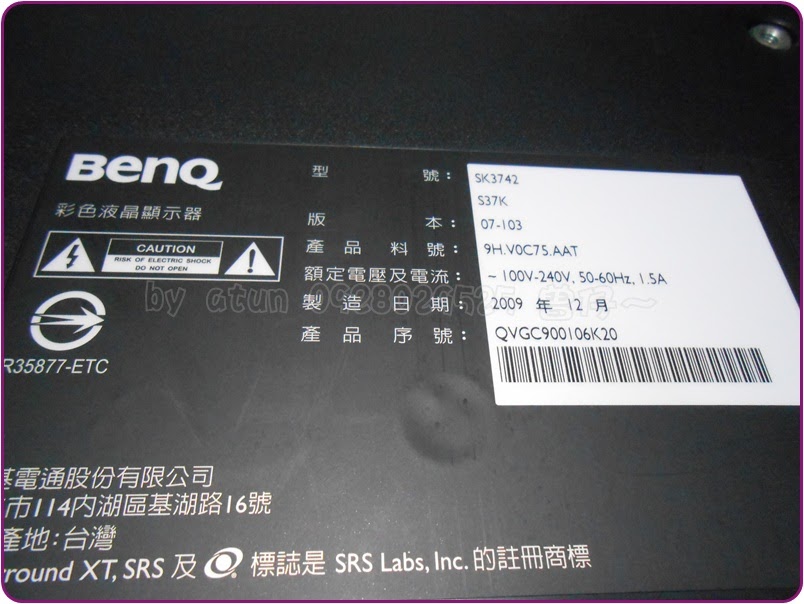 BenQ
彩色液晶顯示器
CAUTION
RISK OF ELECTRIC SHOCK
DO NOT OPEN
R35877-ETC
型 號： SK3742
S37K
版 本： 07-103
產 品 料 號： 9H.V0C75.AAT
額定電壓及電流： ~ 100V-240V, 50-60Hz, 1.5A
製 造 日 期： 2009 年 12 月
產 品 序 號： QVGC900106K20
by atun
基電通股份有限公司
市114內湖區基湖路16號
產地：台灣
rround XT, SRS 及 標誌是 SRS Labs, Inc. 的註冊商標